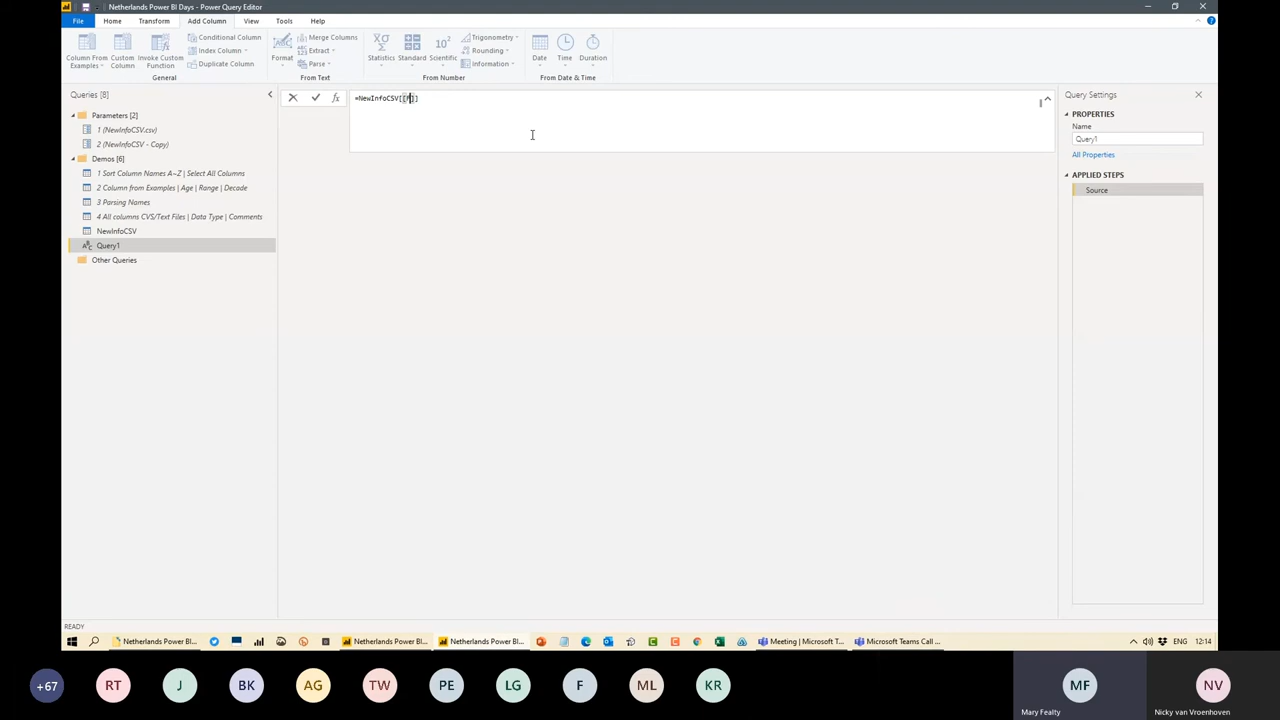 Netherlands Power BI Days - Power Query Editor
File Home Transform Add Column View Tools Help
Column From Examples
Custom Column
Invoke Custom Function
Conditional Column
Index Column
Duplicate Column
General
Format
Merge Columns
Extract
Parse
From Text
Statistics
Standard
Scientific
Trigonometry
Rounding
Information
From Number
Date
Time
Duration
From Date & Time
Queries [8]
Parameters [2]
1 (NewInfoCSV.csv)
2 (NewInfoCSV - Copy)
Demos [6]
1 Sort Column Names A~Z | Select All Columns
2 Column from Examples | Age | Range | Decade
3 Parsing Names
4 All columns CVS/Text Files | Data Type | Comments
NewInfoCSV
Query1
Other Queries
fx
=NewInfoCSV[[
]]
Query Settings
PROPERTIES
Name
Query1
All Properties
APPLIED STEPS
Source
READY
Netherlands Power BI... Netherlands Power BI... Netherlands Power BI... Meeting | Microsoft T... Microsoft Teams Call ... ENG 12:14
+67 RT J BK AG TW PE LG F ML KR MF NV
Mary Fealty Nicky van Vroenhoven